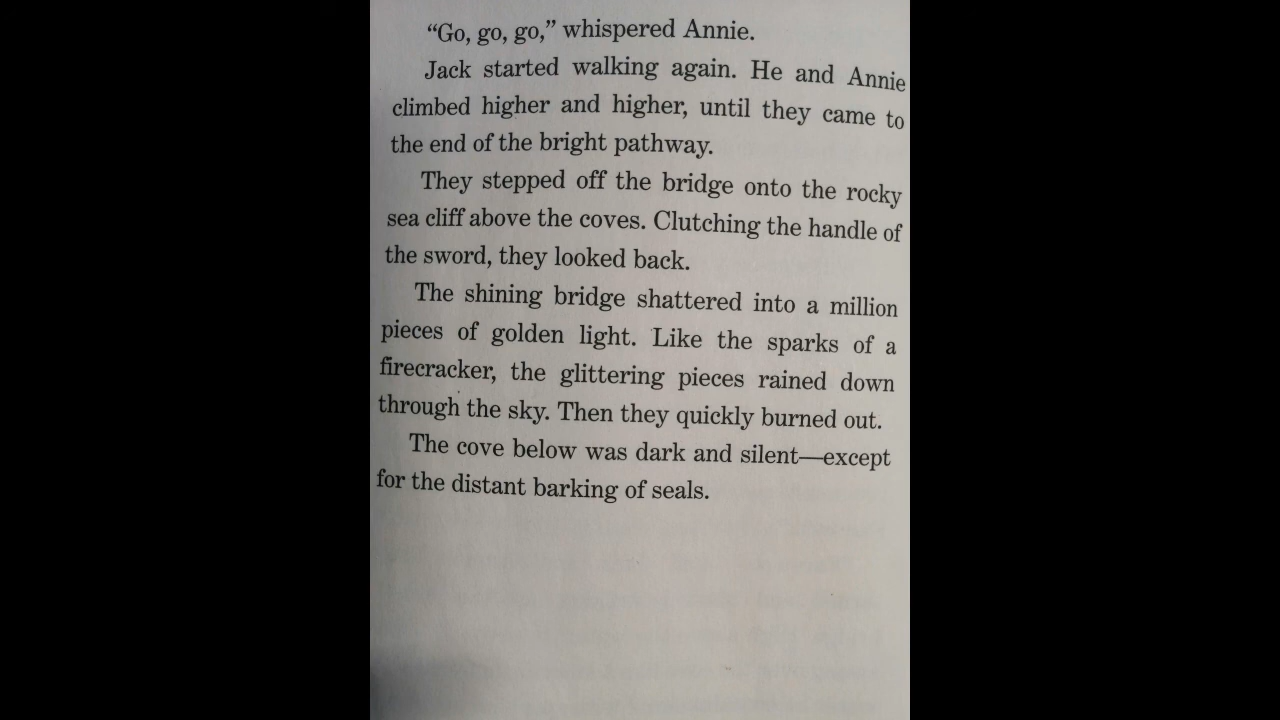 “Go, go, go,” whispered Annie.
Jack started walking again. He and Annie
climbed higher and higher, until they came to
the end of the bright pathway.
They stepped off the bridge onto the rocky
sea cliff above the coves. Clutching the handle of
the sword, they looked back.
The shining bridge shattered into a million
pieces of golden light. Like the sparks of a
firecracker, the glittering pieces rained down
through the sky. Then they quickly burned out.
The cove below was dark and silent—except
for the distant barking of seals.